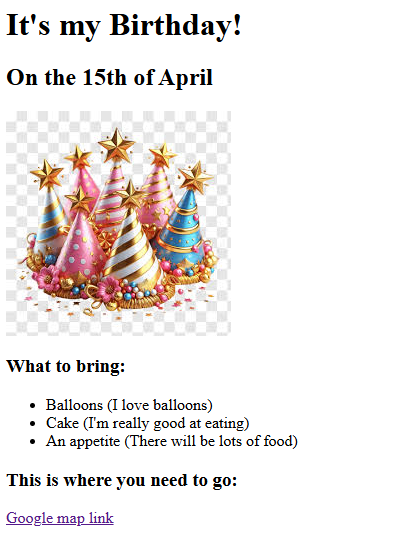 It's my Birthday!
On the 15th of April
What to bring:
Balloons (I love balloons)
Cake (I'm really good at eating)
An appetite (There will be lots of food)
This is where you need to go:
Google map link